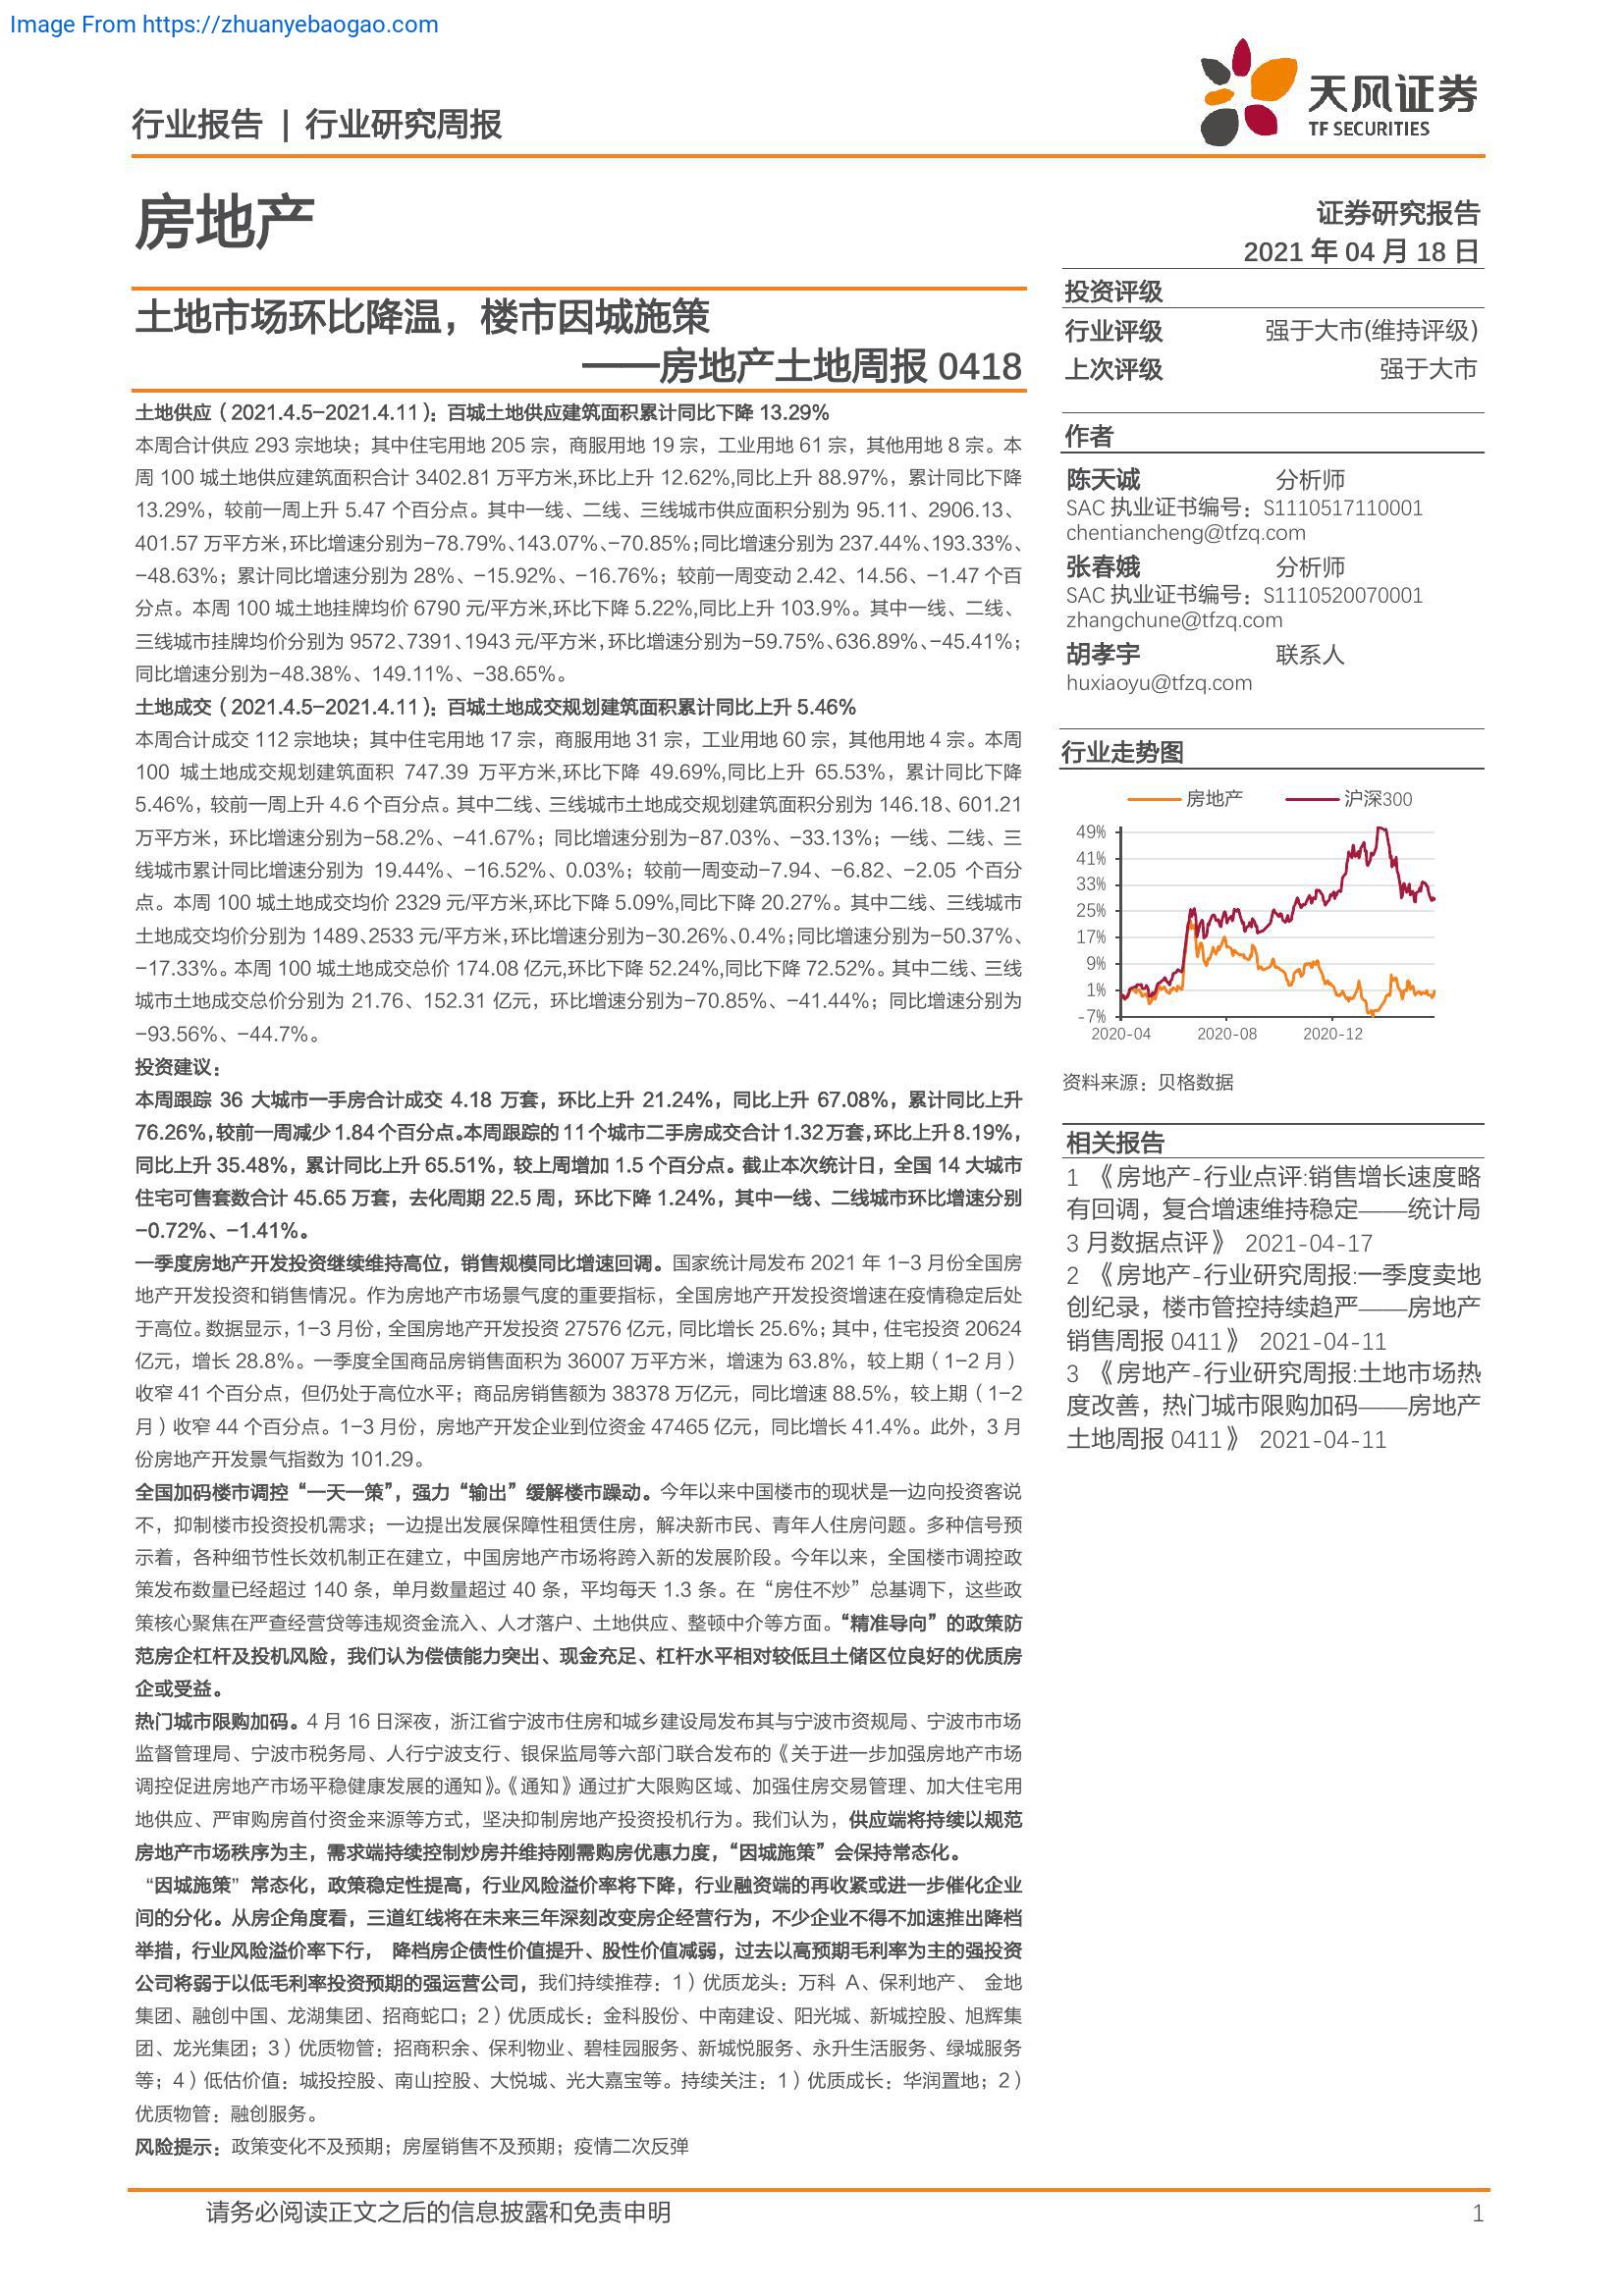 Image From https://zhuanyebaogao.com
行业报告 | 行业研究周报
天风证券
TF SECURITIES
房地产
证券研究报告
2021 年 04 月 18 日
土地市场环比降温，楼市因城施策
——房地产土地周报 0418
土地供应（2021.4.5-2021.4.11）：百城土地供应建筑面积累计同比下降 13.29%
本周合计供应 293 宗地块；其中住宅用地 205 宗，商服用地 19 宗，工业用地 61 宗，其他用地 8 宗。本
周 100 城土地供应建筑面积合计 3402.81 万平方米,环比上升 12.62%,同比上升 88.97%，累计同比下降
13.29%，较前一周上升 5.47 个百分点。其中一线、二线、三线城市供应面积分别为 95.11、2906.13、
401.57 万平方米，环比增速分别为-78.79%、143.07%、-70.85%；同比增速分别为 237.44%、193.33%、
-48.63%；累计同比增速分别为 28%、-15.92%、-16.76%；较前一周变动 2.42、14.56、-1.47 个百
分点。本周 100 城土地挂牌均价 6790 元/平方米,环比下降 5.22%,同比上升 103.9%。其中一线、二线、
三线城市挂牌均价分别为 9572、7391、1943 元/平方米，环比增速分别为-59.75%、636.89%、-45.41%；
同比增速分别为-48.38%、149.11%、-38.65%。
土地成交（2021.4.5-2021.4.11）：百城土地成交规划建筑面积累计同比上升 5.46%
本周合计成交 112 宗地块；其中住宅用地 17 宗，商服用地 31 宗，工业用地 60 宗，其他用地 4 宗。本周
100 城土地成交规划建筑面积 747.39 万平方米,环比下降 49.69%,同比上升 65.53%，累计同比下降
5.46%，较前一周上升 4.6 个百分点。其中二线、三线城市土地成交规划建筑面积分别为 146.18、601.21
万平方米，环比增速分别为-58.2%、-41.67%；同比增速分别为-87.03%、-33.13%；一线、二线、三
线城市累计同比增速分别为 19.44%、-16.52%、0.03%；较前一周变动-7.94、-6.82、-2.05 个百分
点。本周 100 城土地成交均价 2329 元/平方米,环比下降 5.09%,同比下降 20.27%。其中二线、三线城市
土地成交均价分别为 1489、2533 元/平方米，环比增速分别为-30.26%、0.4%；同比增速分别为-50.37%、
-17.33%。本周 100 城土地成交总价 174.08 亿元,环比下降 52.24%,同比下降 72.52%。其中二线、三线
城市土地成交总价分别为 21.76、152.31 亿元，环比增速分别为-70.85%、-41.44%；同比增速分别为
-93.56%、-44.7%。
投资建议：
本周跟踪 36 大城市一手房合计成交 4.18 万套，环比上升 21.24%，同比上升 67.08%，累计同比上升
76.26%，较前一周减少 1.84 个百分点。本周跟踪的 11 个城市二手房成交合计 1.32 万套，环比上升 8.19%，
同比上升 35.48%，累计同比上升 65.51%，较上周增加 1.5 个百分点。截止本次统计日，全国 14 大城市
住宅可售套数合计 45.65 万套，去化周期 22.5 周，环比下降 1.24%，其中一线、二线城市环比增速分别
-0.72%、-1.41%。
一季度房地产开发投资继续维持高位，销售规模同比增速回调。国家统计局发布 2021 年 1-3 月份全国房
地产开发投资和销售情况。作为房地产市场景气度的重要指标，全国房地产开发投资增速在疫情稳定后处
于高位。数据显示，1-3 月份，全国房地产开发投资 27576 亿元，同比增长 25.6%；其中，住宅投资 20624
亿元，增长 28.8%。一季度全国商品房销售面积为 36007 万平方米，增速为 63.8%，较上期（1-2 月）
收窄 41 个百分点，但仍处于高位水平；商品房销售额为 38378 万亿元，同比增速 88.5%，较上期（1-2
月）收窄 44 个百分点。1-3 月份，房地产开发企业到位资金 47465 亿元，同比增长 41.4%。此外，3 月
份房地产开发景气指数为 101.29。
全国加码楼市调控“一天一策”，强力“输出”缓解楼市躁动。今年以来中国楼市的现状是一边向投资客说
不，抑制楼市投资投机需求；一边提出发展保障性租赁住房，解决新市民、青年人住房问题。多种信号预
示着，各种细节性长效机制正在建立，中国房地产市场将跨入新的发展阶段。今年以来，全国楼市调控政
策发布数量已经超过 140 条，单月数量超过 40 条，平均每天 1.3 条。在“房住不炒”总基调下，这些政
策核心聚焦在严查经营贷等违规资金流入、人才落户、土地供应、整顿中介等方面。“精准导向”的政策防
范房企杠杆及投机风险，我们认为偿债能力突出、现金充足、杠杆水平相对较低且土储区位良好的优质房
企或受益。
热门城市限购加码。4 月 16 日深夜，浙江省宁波市住房和城乡建设局发布其与宁波市资规局、宁波市市场
监督管理局、宁波市税务局、人行宁波支行、银保监局等六部门联合发布的《关于进一步加强房地产市场
调控促进房地产市场平稳健康发展的通知》。《通知》通过扩大限购区域、加强住房交易管理、加大住宅用
地供应、严审购房首付资金来源等方式，坚决抑制房地产投资投机行为。我们认为，供应端将持续以规范
房地产市场秩序为主，需求端持续控制炒房并维持刚需购房优惠力度，“因城施策”会保持常态化。
“因城施策”常态化，政策稳定性提高，行业风险溢价率将下降，行业融资端的再收紧或进一步催化企业
间的分化。从房企角度看，三道红线将在未来三年深刻改变房企经营行为，不少企业不得不加速推出降档
举措，行业风险溢价率下行， 降档房企债性价值提升、股性价值减弱，过去以高预期毛利率为主的强投资
公司将弱于以低毛利率投资预期的强运营公司，我们持续推荐：1）优质龙头：万科 A、保利地产、 金地
集团、融创中国、龙湖集团、招商蛇口；2）优质成长：金科股份、中南建设、阳光城、新城控股、旭辉集
团、龙光集团；3）优质物管：招商积余、保利物业、碧桂园服务、新城悦服务、永升生活服务、绿城服务
等；4）低估价值：城投控股、南山控股、大悦城、光大嘉宝等。持续关注：1）优质成长：华润置地；2）
优质物管：融创服务。
风险提示：政策变化不及预期；房屋销售不及预期；疫情二次反弹
投资评级
行业评级 强于大市(维持评级)
上次评级 强于大市
作者
陈天诚 分析师
SAC 执业证书编号：S1110517110001
chentiancheng@tfzq.com
张春娥 分析师
SAC 执业证书编号：S1110520070001
zhangchune@tfzq.com
胡孝宇 联系人
huxiaoyu@tfzq.com
行业走势图
房地产 沪深300
49%
41%
33%
25%
17%
9%
1%
-7%
2020-04 2020-08 2020-12
资料来源：贝格数据
相关报告
1 《房地产-行业点评:销售增长速度略
有回调，复合增速维持稳定——统计局
3 月数据点评》 2021-04-17
2 《房地产-行业研究周报:一季度卖地
创纪录，楼市管控持续趋严——房地产
销售周报 0411》 2021-04-11
3 《房地产-行业研究周报:土地市场热
度改善，热门城市限购加码——房地产
土地周报 0411》 2021-04-11
请务必阅读正文之后的信息披露和免责申明 1